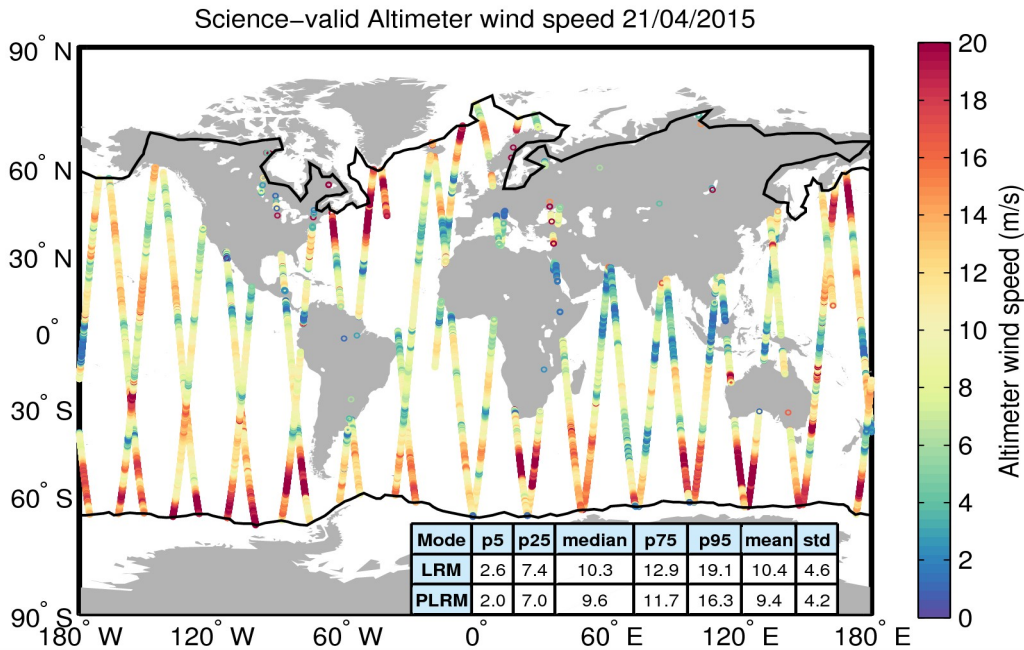 Science−valid Altimeter wind speed 21/04/2015
90° N
60° N
30° N
0°
30° S
60° S
90° S
180° W
120° W
60° W
0°
60° E
120° E
180° E
Mode p5 p25 median p75 p95 mean std
LRM 2.6 7.4 10.3 12.9 19.1 10.4 4.6
PLRM 2.0 7.0 9.6 11.7 16.3 9.4 4.2
20
18
16
14
12
10
8
6
4
2
0
Altimeter wind speed (m/s)